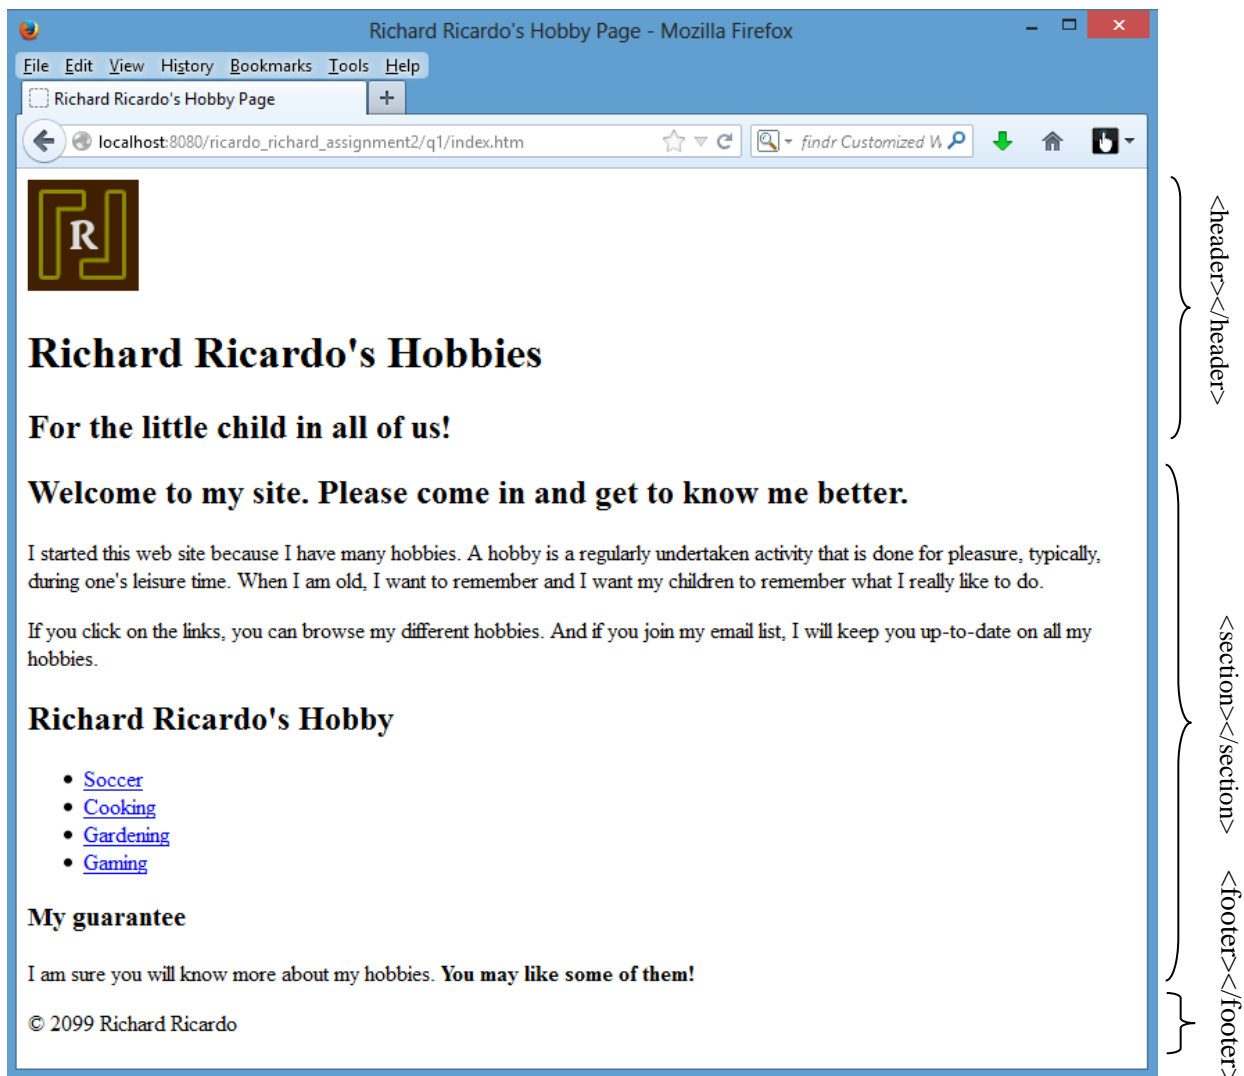 Richard Ricardo's Hobby Page - Mozilla Firefox
File Edit View History Bookmarks Tools Help
Richard Ricardo's Hobby Page
localhost:8080/ricardo_richard_assignment2/q1/index.htm
findr Customized W
R
Richard Ricardo's Hobbies
For the little child in all of us!
<header></header>
Welcome to my site. Please come in and get to know me better.
I started this web site because I have many hobbies. A hobby is a regularly undertaken activity that is done for pleasure, typically,
during one's leisure time. When I am old, I want to remember and I want my children to remember what I really like to do.
If you click on the links, you can browse my different hobbies. And if you join my email list, I will keep you up-to-date on all my
hobbies.
Richard Ricardo's Hobby
• Soccer
• Cooking
• Gardening
• Gaming
My guarantee
I am sure you will know more about my hobbies. You may like some of them!
<section></section>
© 2099 Richard Ricardo
<footer></footer>